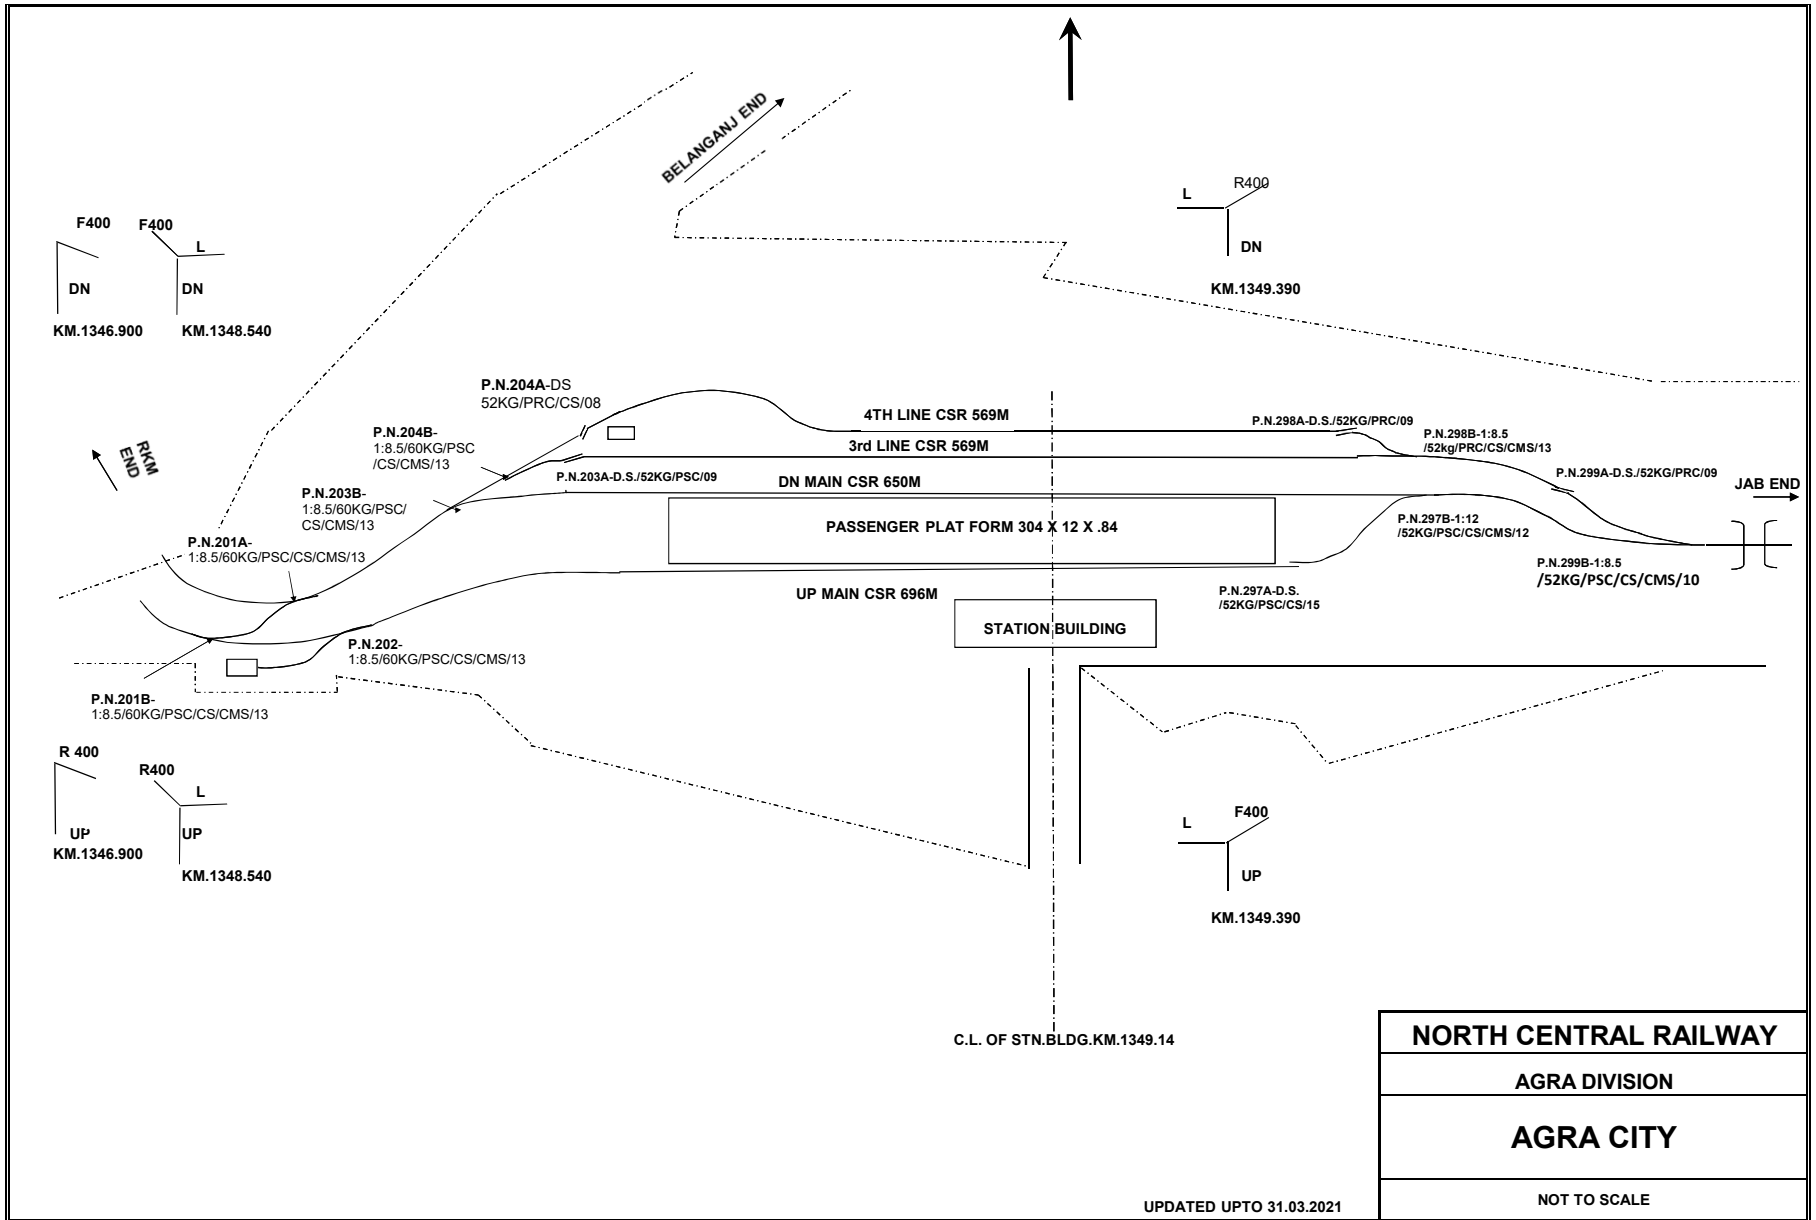 BELANGANJ END
R400
L
DN
KM.1349.390
F400
F400
L
DN
DN
KM.1346.900
KM.1348.540
P.N.204A-DS
52KG/PRC/CS/08
4TH LINE CSR 569M
P.N.298A-D.S./52KG/PRC/09
P.N.204B-
1:8.5/60KG/PSC
/CS/CMS/13
3rd LINE CSR 569M
P.N.298B-1:8.5
/52kg/PRC/CS/CMS/13
RKM
END
P.N.203A-D.S./52KG/PSC/09
DN MAIN CSR 650M
P.N.299A-D.S./52KG/PRC/09
JAB END
P.N.203B-
1:8.5/60KG/PSC/
CS/CMS/13
PASSENGER PLAT FORM 304 X 12 X .84
P.N.297B-1:12
/52KG/PSC/CS/CMS/12
P.N.201A-
1:8.5/60KG/PSC/CS/CMS/13
P.N.299B-1:8.5
/52KG/PSC/CS/CMS/10
UP MAIN CSR 696M
P.N.297A-D.S.
/52KG/PSC/CS/15
STATION BUILDING
P.N.202-
1:8.5/60KG/PSC/CS/CMS/13
P.N.201B-
1:8.5/60KG/PSC/CS/CMS/13
R 400
R400
L
UP
UP
KM.1346.900
KM.1348.540
F400
L
UP
KM.1349.390
C.L. OF STN.BLDG.KM.1349.14
NORTH CENTRAL RAILWAY
AGRA DIVISION
AGRA CITY
NOT TO SCALE
UPDATED UPTO 31.03.2021